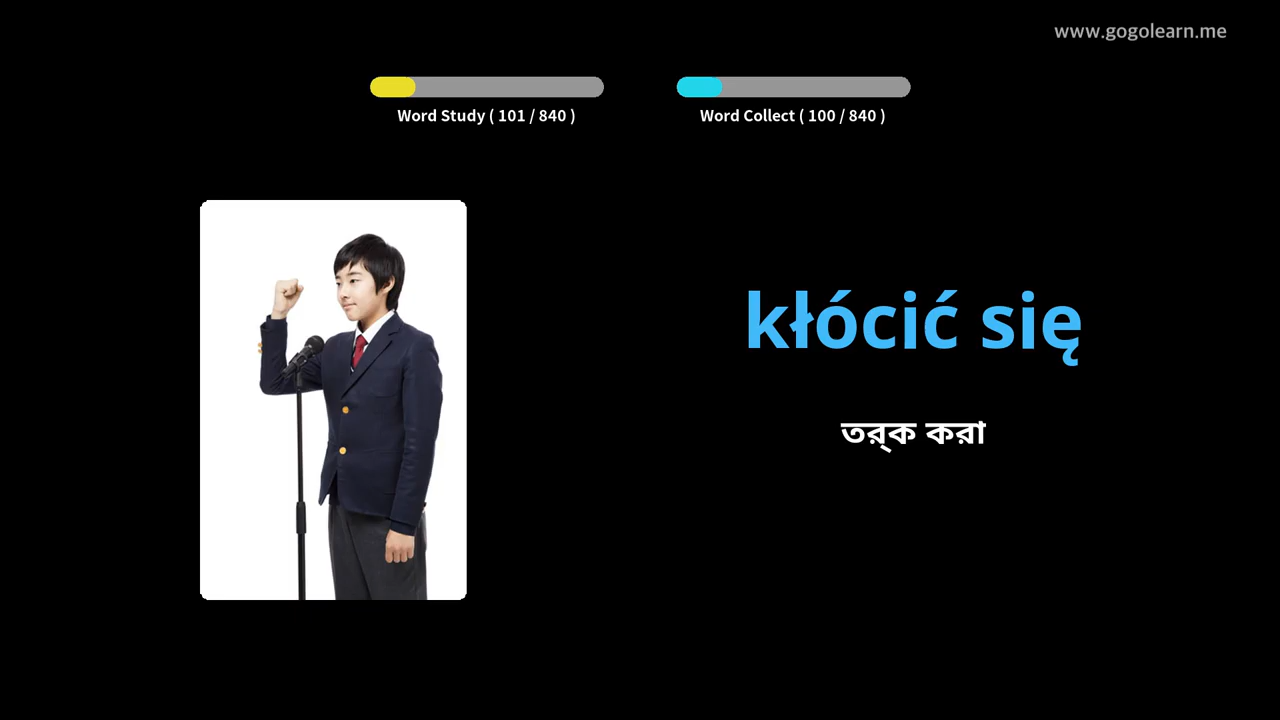 www.gogolearn.me
Word Study ( 101 / 840 )
Word Collect ( 100 / 840 )
kłócić się
তর্ক করা